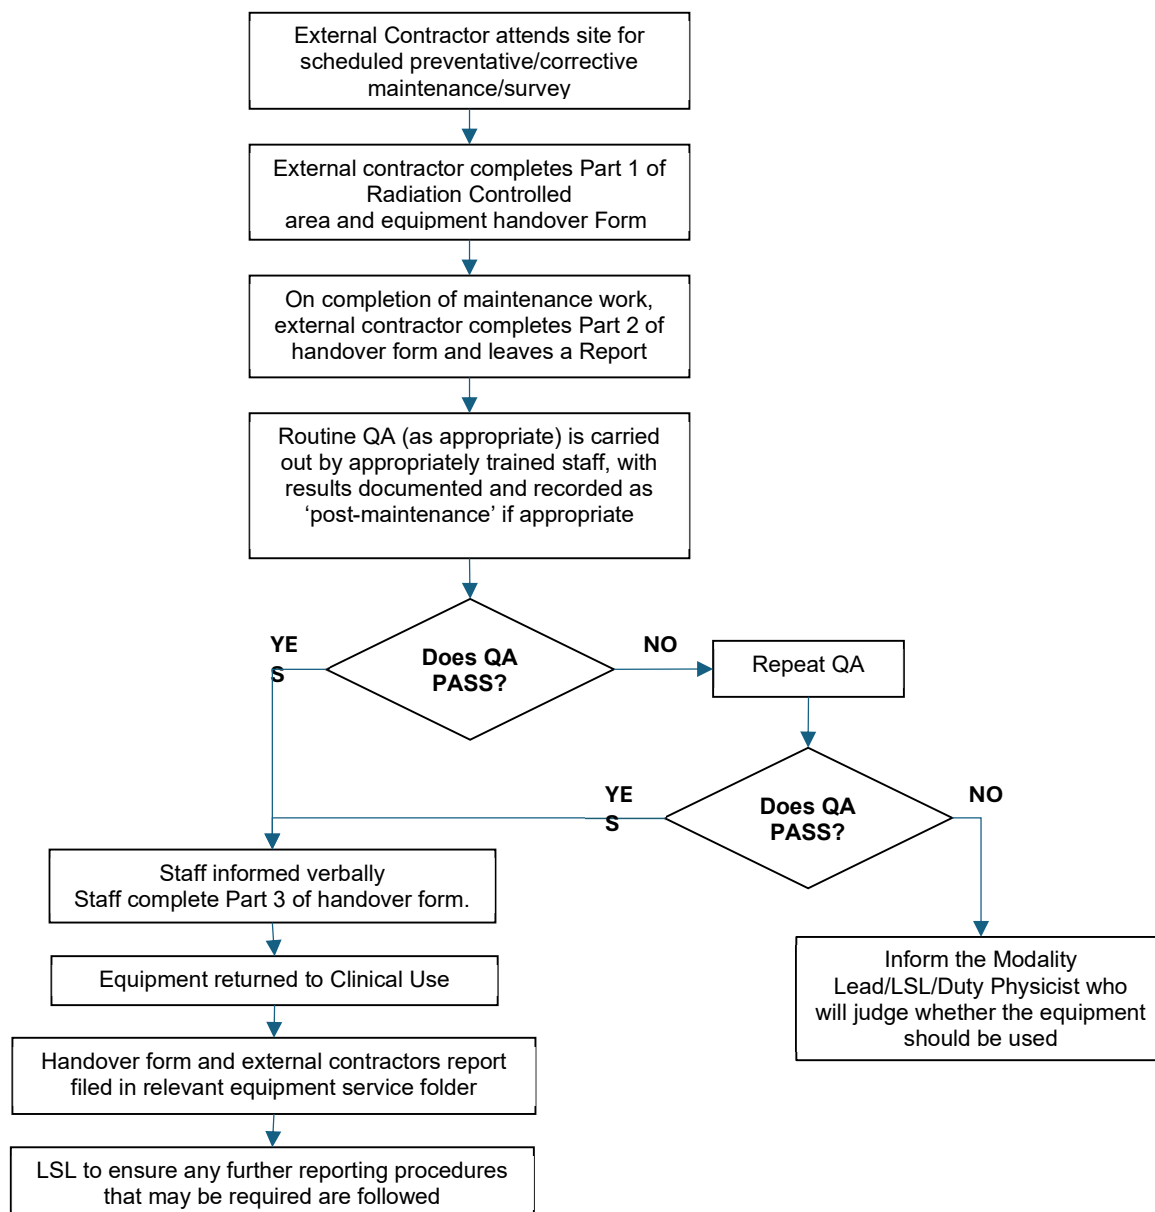 External Contractor attends site for
scheduled preventative/corrective
maintenance/survey
External contractor completes Part 1 of
Radiation Controlled
area and equipment handover Form
On completion of maintenance work,
external contractor completes Part 2 of
handover form and leaves a Report
Routine QA (as appropriate) is carried
out by appropriately trained staff, with
results documented and recorded as
‘post-maintenance’ if appropriate
YE
S
Does QA
PASS?
NO
Repeat QA
YE
S
Does QA
PASS?
NO
Staff informed verbally
Staff complete Part 3 of handover form.
Equipment returned to Clinical Use
Inform the Modality
Lead/LSL/Duty Physicist who
will judge whether the equipment
should be used
Handover form and external contractors report
filed in relevant equipment service folder
LSL to ensure any further reporting procedures
that may be required are followed